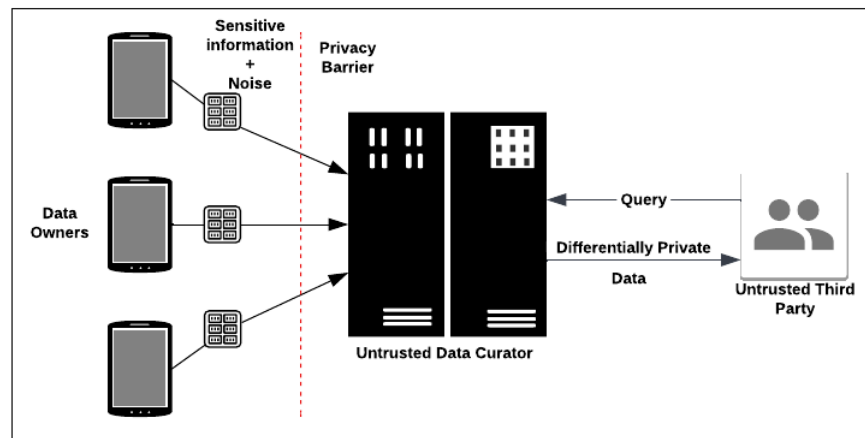 Sensitive
information
+
Noise
Privacy
Barrier
Data
Owners
Query
Differentially Private
Data
Untrusted Third
Party
Untrusted Data Curator